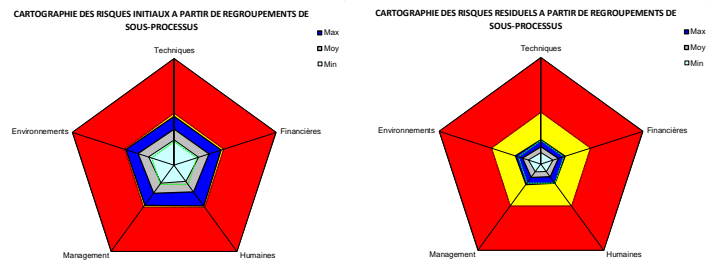 CARTOGRAPHIE DES RISQUES INITIAUX A PARTIR DE REGROUPEMENTS DE
SOUS-PROCESSUS
Max
Moy
Min
Techniques
Environnements
Financières
Management
Humaines
CARTOGRAPHIE DES RISQUES RESIDUELS A PARTIR DE REGROUPEMENTS DE
SOUS-PROCESSUS
Max
Moy
Min
Techniques
Environnements
Financières
Management
Humaines